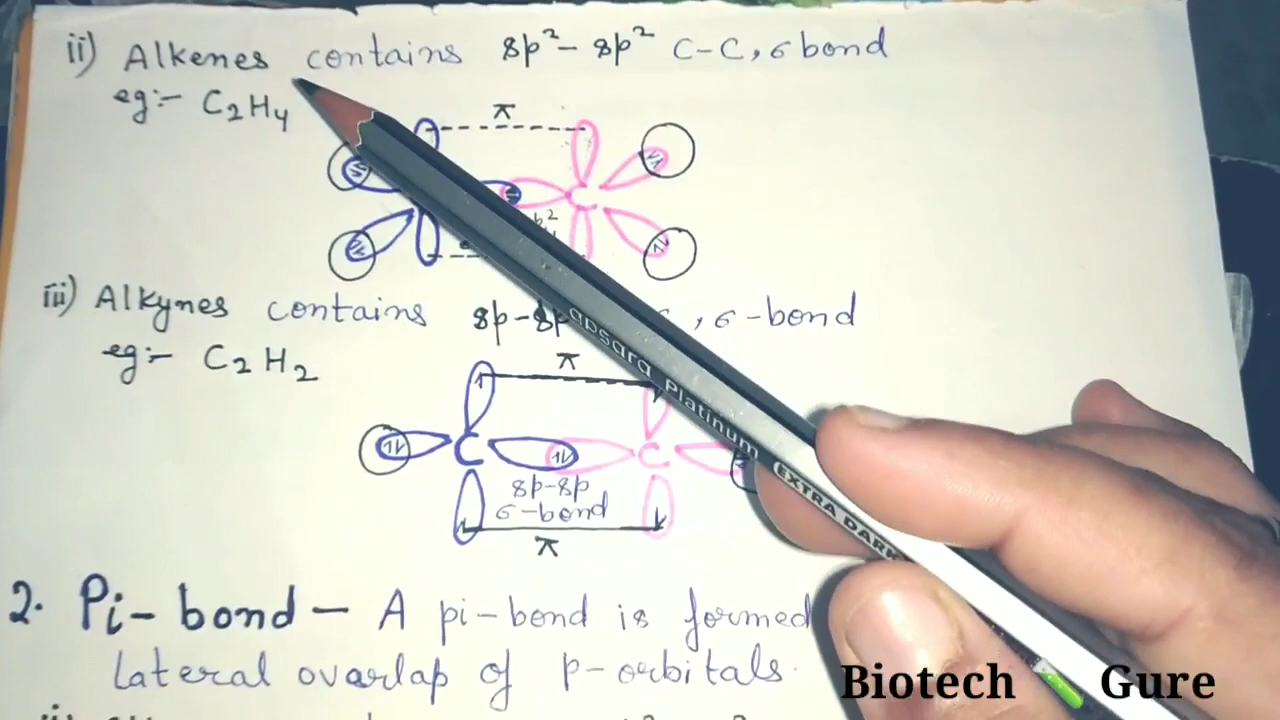 ii) Alkenes contains sp²- sp² C-C, σ bond
eg:- C₂H₄
π
C
iii) Alkynes contains sp-sp , σ-bond
eg:- C₂H₂
π
C C
sp-sp
σ-bond
π
apsara Platinum EXTRA DARK
2. Pi-bond - A pi-bond is formed
Lateral ovarlap of p-orbitals.
Biotech Gure